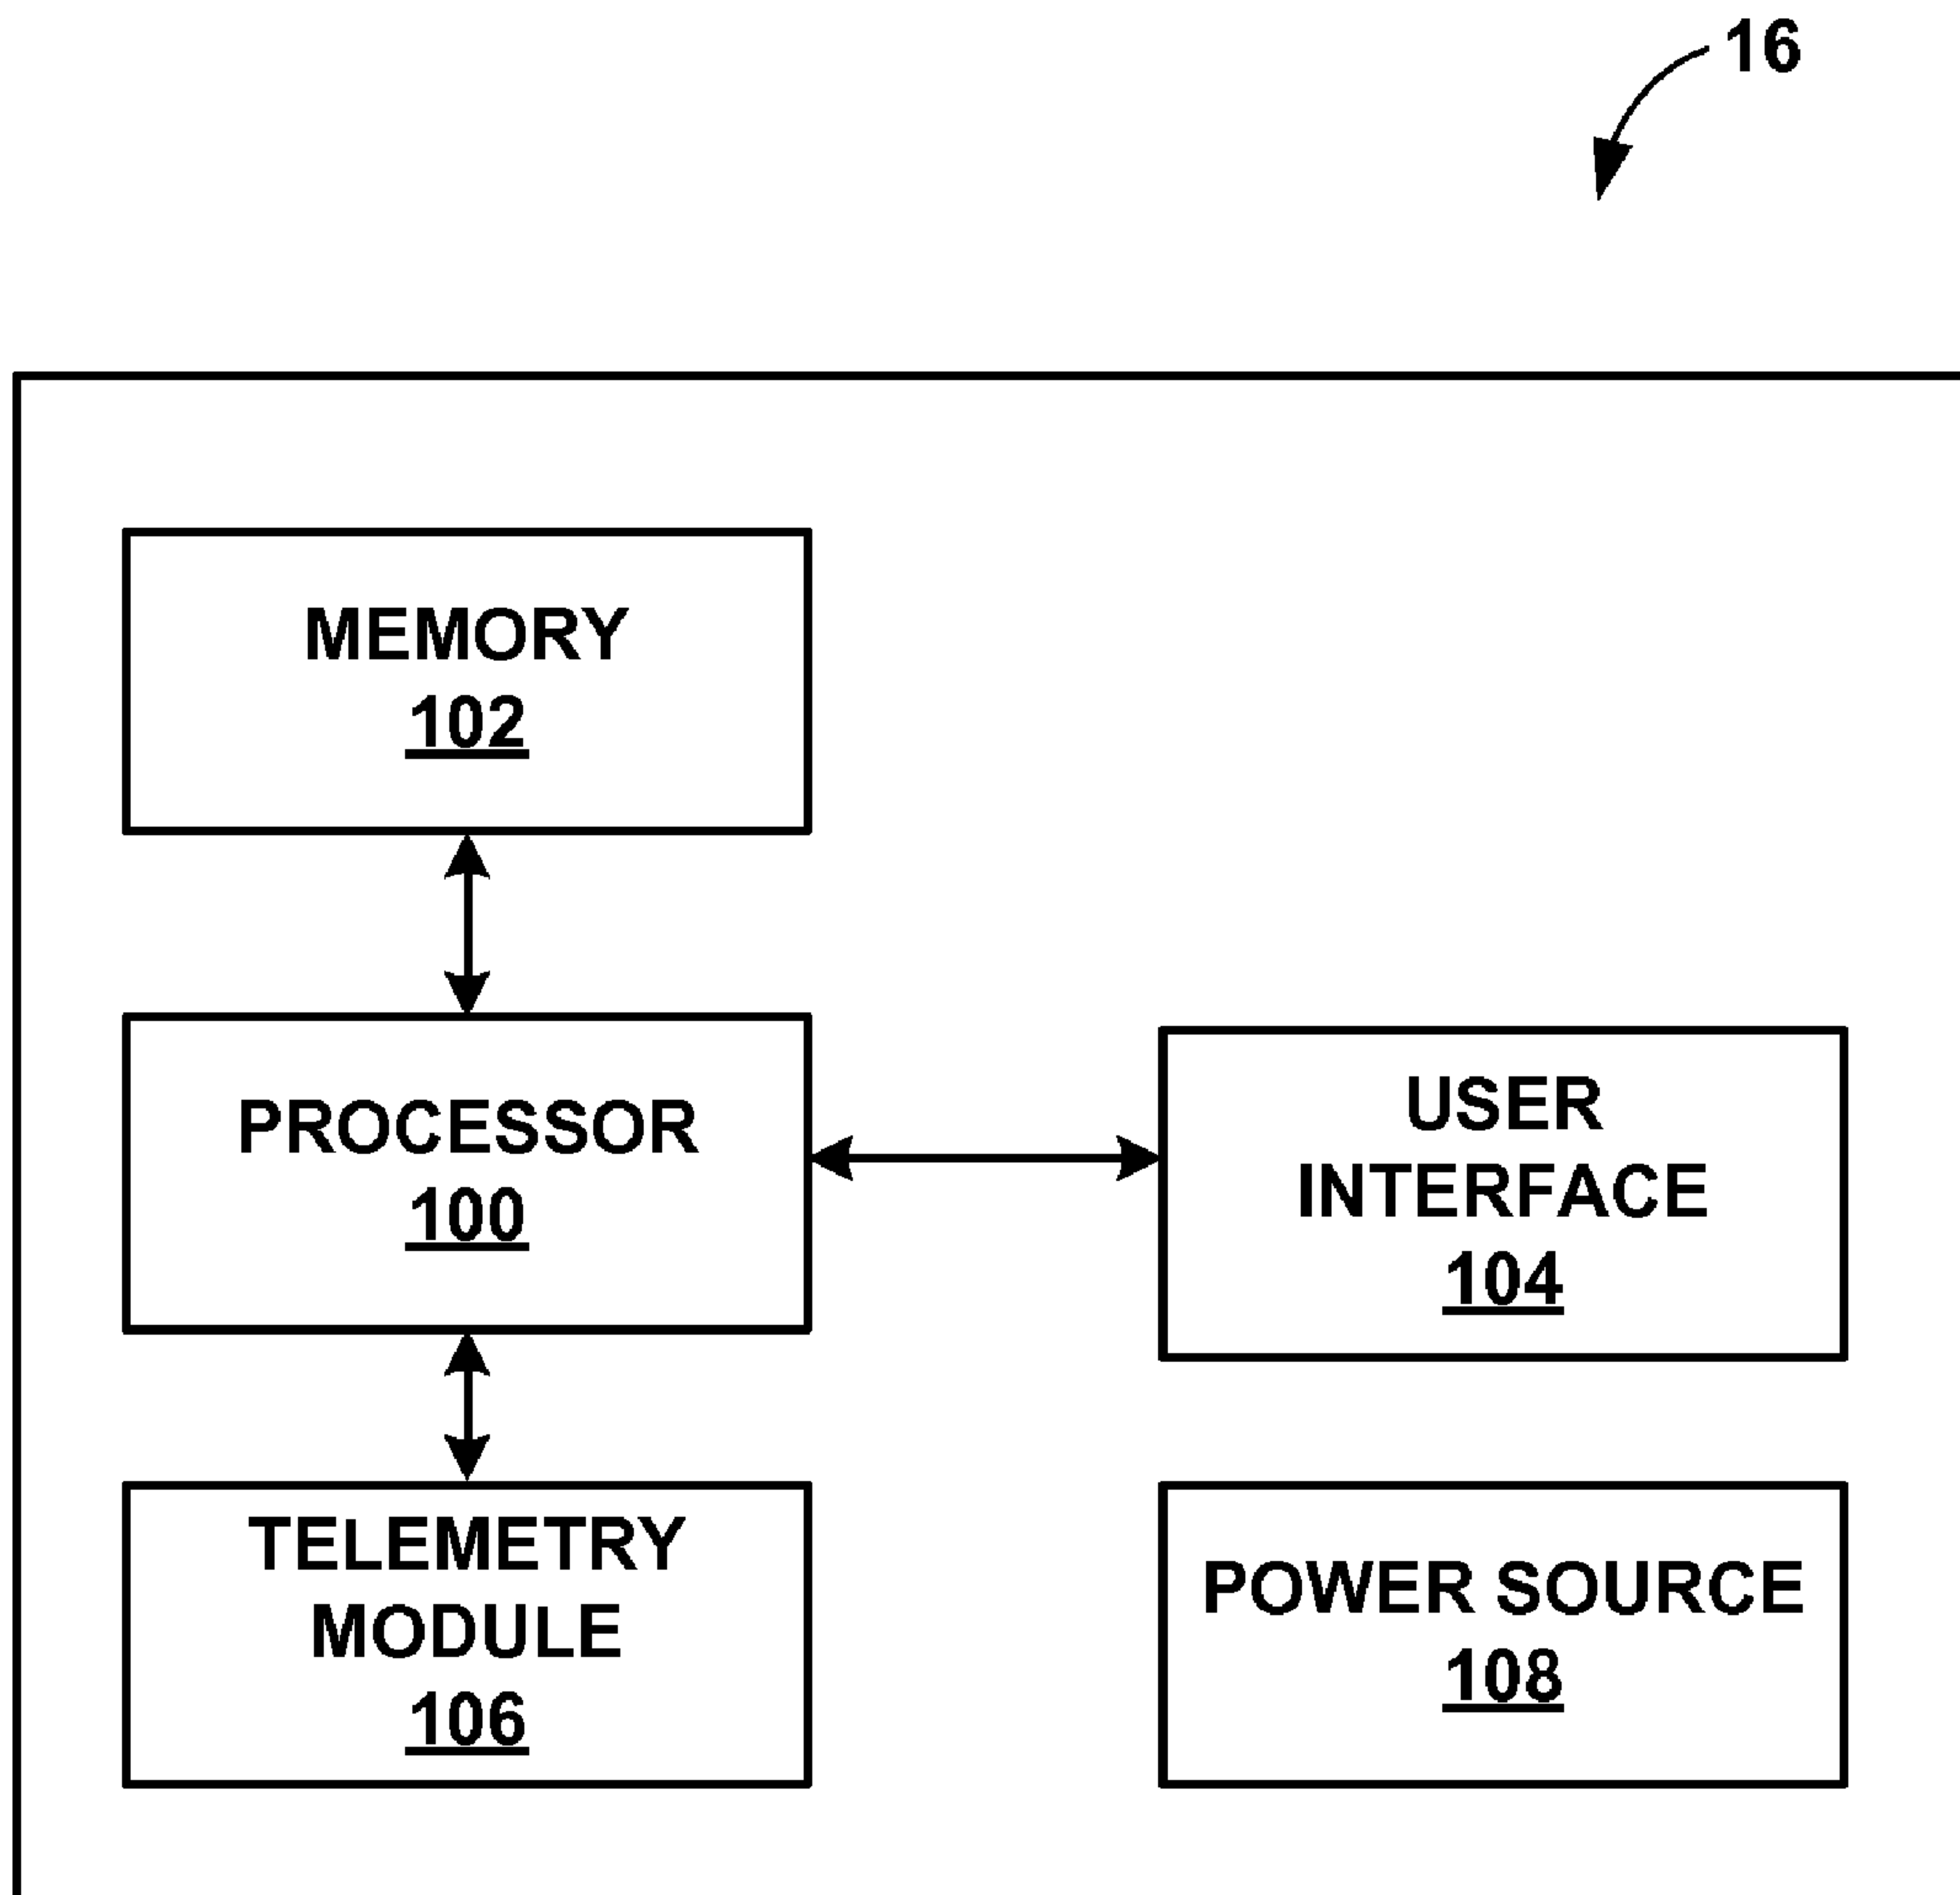 16
MEMORY
102
PROCESSOR
100
USER
INTERFACE
104
TELEMETRY
MODULE
106
POWER SOURCE
108